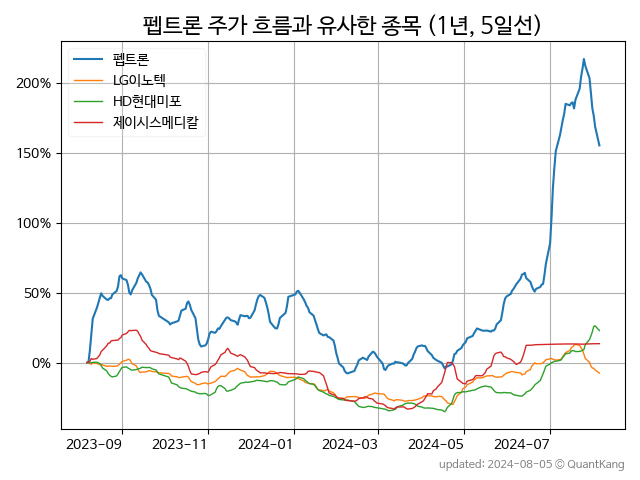 펩트론 주가 흐름과 유사한 종목 (1년, 5일선)
펩트론
LG이노텍
HD현대미포
제이시스메디칼
200%
150%
100%
50%
0%
2023-09 2023-11 2024-01 2024-03 2024-05 2024-07
updated: 2024-08-05 © QuantKang